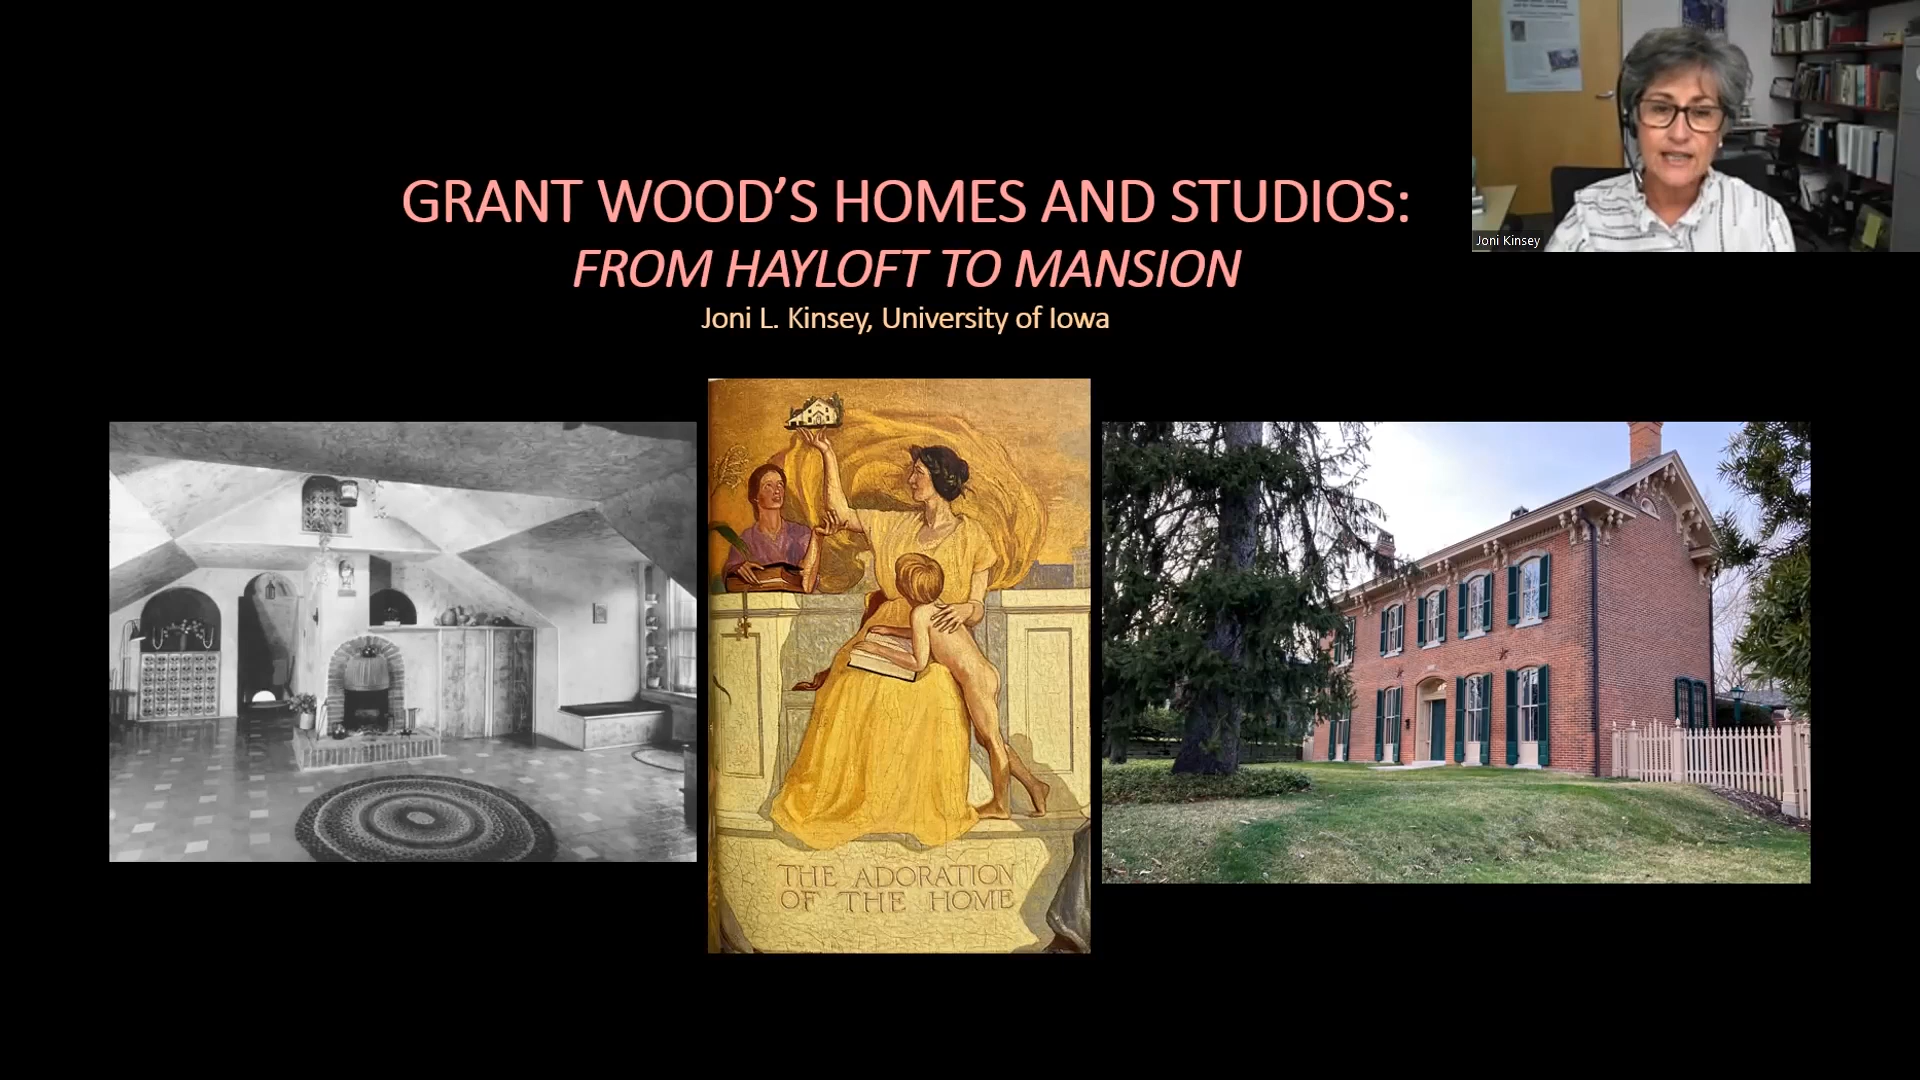 GRANT WOOD’S HOMES AND STUDIOS:
FROM HAYLOFT TO MANSION
Joni L. Kinsey, University of Iowa
Joni Kinsey
THE ADORATION
OF THE HOME